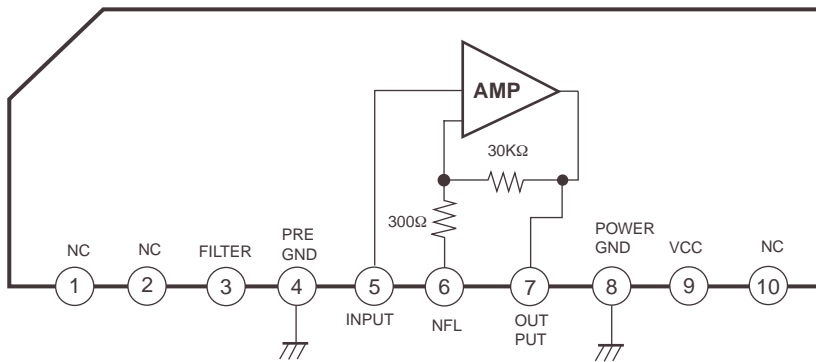 AMP
30KΩ
300Ω
NC
NC
FILTER
PRE
GND
POWER
GND
VCC
NC
1
2
3
4
5
6
7
8
9
10
INPUT
NFL
OUT
PUT